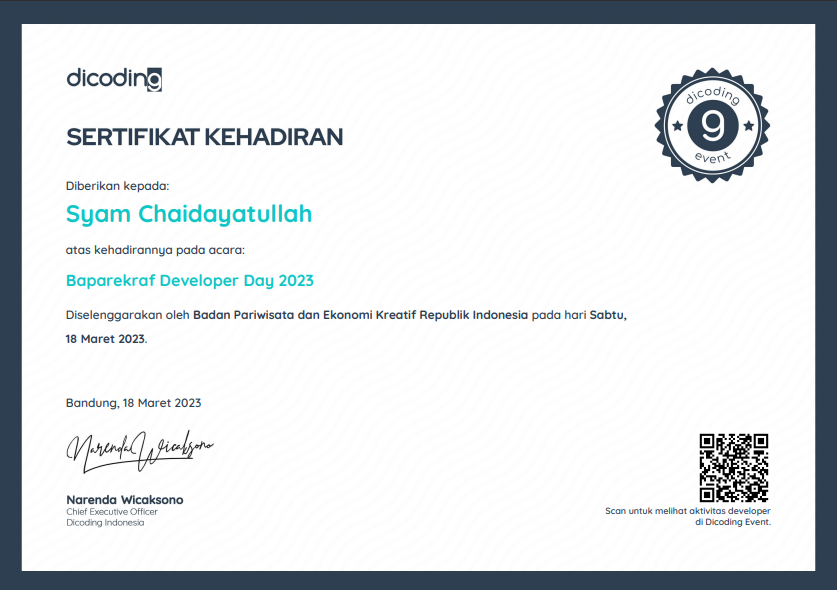 dicoding
SERTIFIKAT KEHADIRAN
dicoding
9
event
Diberikan kepada:
Syam Chaidayatullah
atas kehadirannya pada acara:
Baparekraf Developer Day 2023
Diselenggarakan oleh Badan Pariwisata dan Ekonomi Kreatif Republik Indonesia pada hari Sabtu,
18 Maret 2023.
Bandung, 18 Maret 2023
Narenda Wicaksono
Narenda Wicaksono
Chief Executive Officer
Dicoding Indonesia
Scan untuk melihat aktivitas developer
di Dicoding Event.